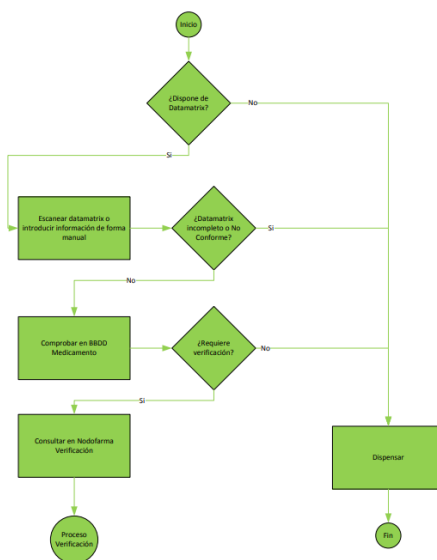 Inicio
¿Dispone de
Datamatrix?
No
Si
Escanear datamatrix o
introducir información de forma
manual
¿Datamatrix
incompleto o No
Conforme?
Si
No
Comprobar en BBDD
Medicamento
¿Requiere
verificación?
No
Si
Consultar en Nodofarma
Verificación
Dispensar
Proceso
Verificación
Fin